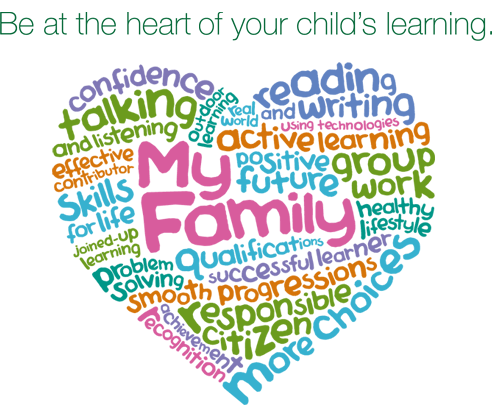 Be at the heart of your child's learning.
confidence
talking
and listening
outdoor
learning
real
world
reading
and writing
using technologies
active learning
effective
contributor
My
Family
positive
future
group
work
skills
for life
healthy
lifestyle
joined-up
learning
qualifications
successful learner
problem
solving
smooth progressions
more choices
responsible
citizen
achievement
recognition